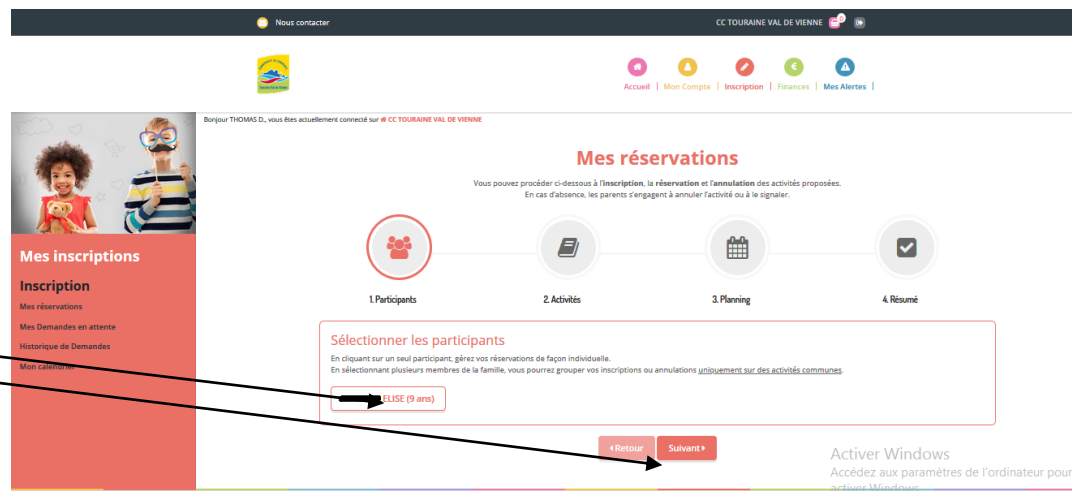 Nous contacter
CC TOURAINE VAL DE VIENNE
0
Accueil | Mon Compte | Inscription | Finances | Mes Alertes |
Bonjour THOMAS D., vous êtes actuellement connecté sur CC TOURAINE VAL DE VIENNE
Mes réservations
Vous pouvez procéder ci-dessous à l'inscription, la réservation et l'annulation des activités proposées.
En cas d'absence, les parents s'engagent à annuler l'activité ou à le signaler.
1. Participants
2. Activités
3. Planning
4. Résumé
Mes inscriptions
Inscription
Mes réservations
Mes Demandes en attente
Historique de Demandes
Mon calendrier
Sélectionner les participants
En cliquant sur un seul participant, gérez vos réservations de façon individuelle.
En sélectionnant plusieurs membres de la famille, vous pourrez grouper vos inscriptions ou annulations uniquement sur des activités communes.
ELISE (9 ans)
Retour
Suivant
Activer Windows
Accédez aux paramètres de l'ordinateur pour
activer Windows.